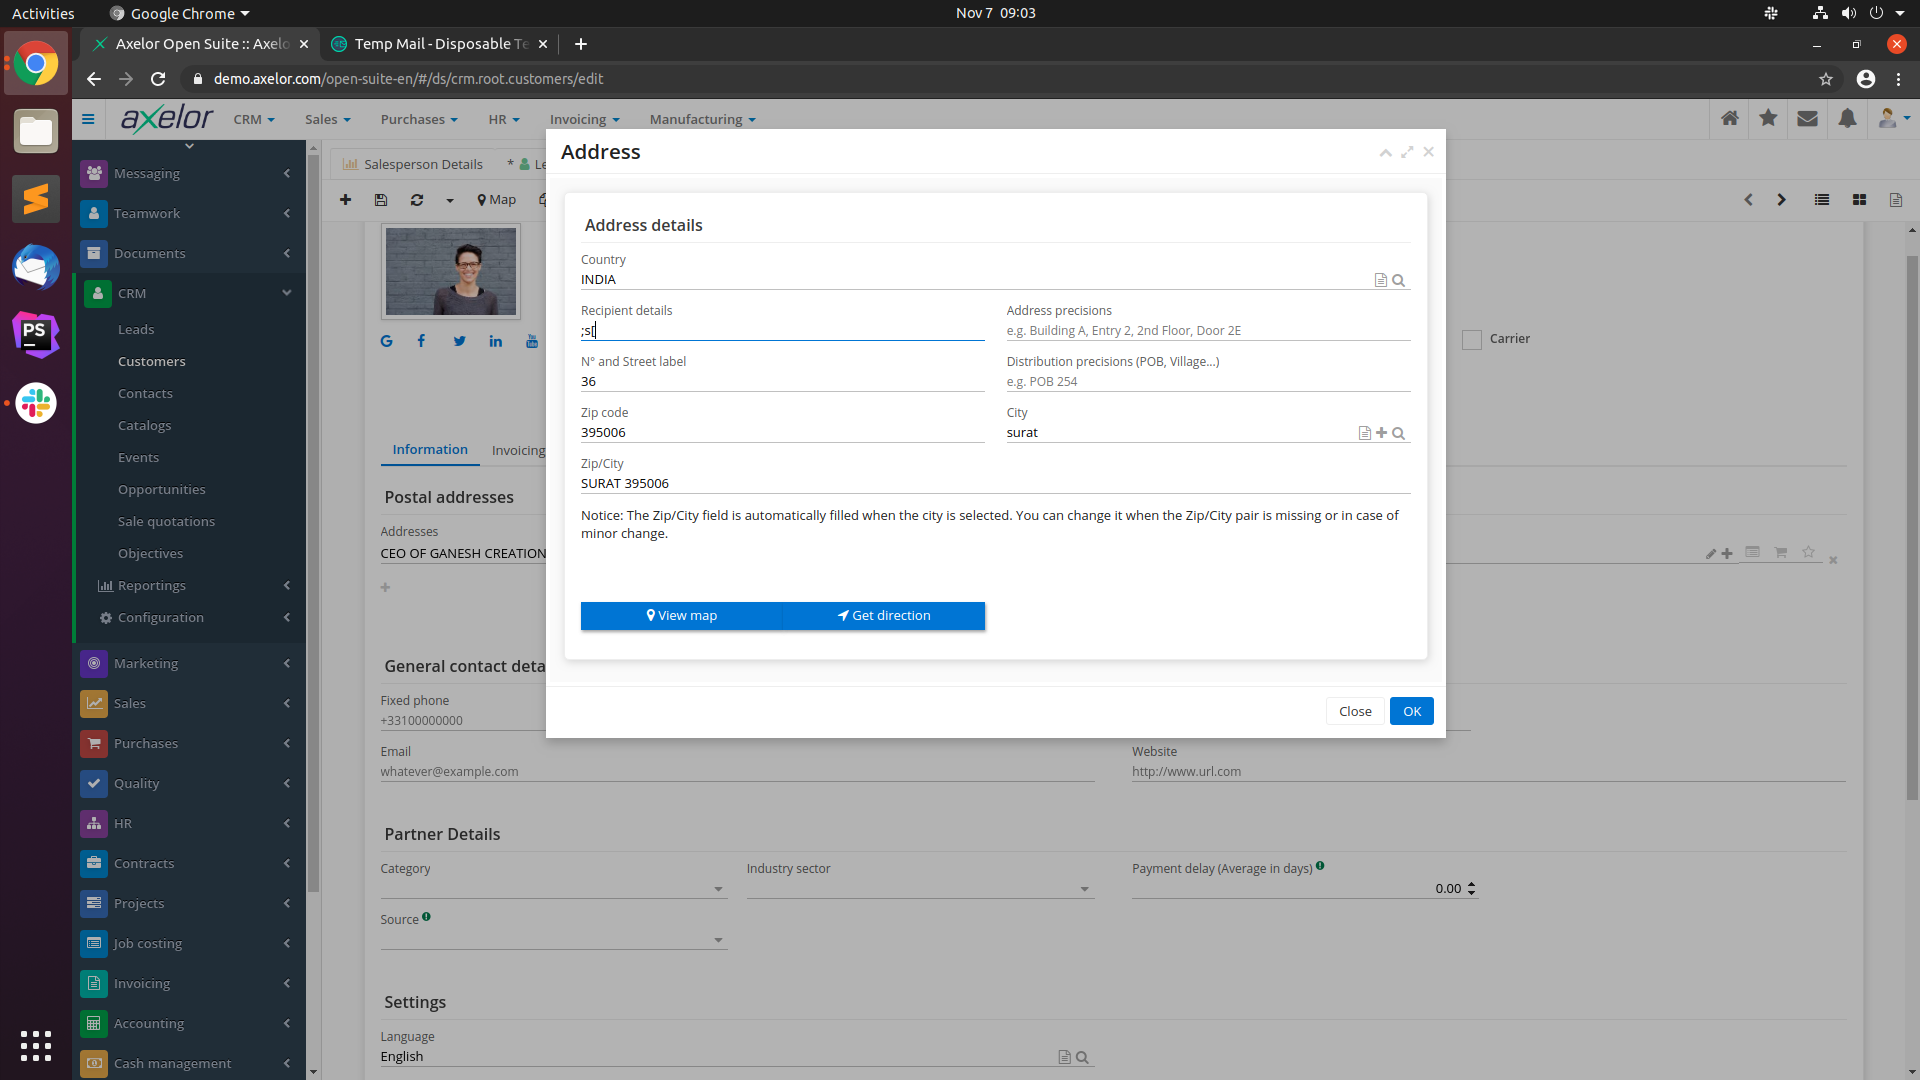 Activities
Google Chrome
Nov 7 09:03
Axelor Open Suite :: Axelo
Temp Mail - Disposable Te
demo.axelor.com/open-suite-en/#/ds/crm.root.customers/edit
axelor
CRM
Sales
Purchases
HR
Invoicing
Manufacturing
Salesperson Details
* Le
Map
Messaging
Teamwork
Documents
CRM
Leads
Customers
Contacts
Catalogs
Events
Opportunities
Sale quotations
Objectives
Reportings
Configuration
Marketing
Sales
Purchases
Quality
HR
Contracts
Projects
Job costing
Invoicing
Accounting
Cash management
PS
Carrier
Information
Invoicing
Postal addresses
Addresses
CEO OF GANESH CREATION
General contact deta
Fixed phone
+33100000000
Email
whatever@example.com
Website
http://www.url.com
Partner Details
Category
Industry sector
Payment delay (Average in days)
0.00
Source
Settings
Language
English
Address
Address details
Country
INDIA
Recipient details
;s[
Address precisions
e.g. Building A, Entry 2, 2nd Floor, Door 2E
N° and Street label
36
Distribution precisions (POB, Village...)
e.g. POB 254
Zip code
395006
City
surat
Zip/City
SURAT 395006
Notice: The Zip/City field is automatically filled when the city is selected. You can change it when the Zip/City pair is missing or in case of
minor change.
View map
Get direction
Close
OK